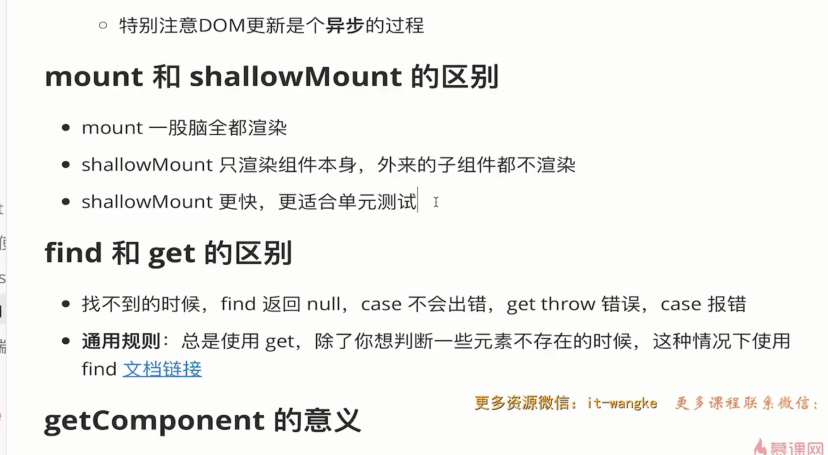 特别注意DOM更新是个异步的过程
mount 和 shallowMount 的区别
mount 一股脑全都渲染
shallowMount 只渲染组件本身，外来的子组件都不渲染
shallowMount 更快，更适合单元测试
find 和 get 的区别
找不到的时候，find 返回 null，case 不会出错，get throw 错误，case 报错
通用规则：总是使用 get，除了你想判断一些元素不存在的时候，这种情况下使用
find 文档链接
更多资源微信：it-wangke 更多课程联系微信：
getComponent 的意义
慕课网